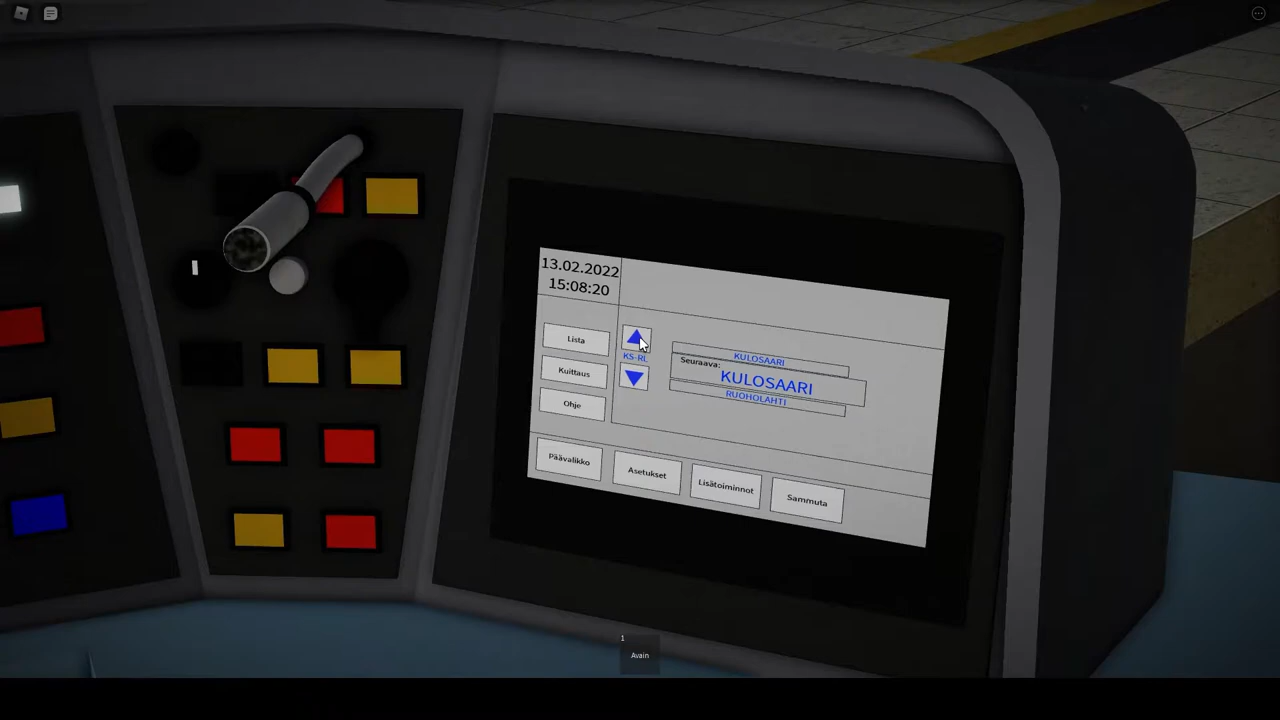 13.02.2022
15:08:20
Lista
Kuittaus
Ohje
KS-RL
KULOSAARI
Seuraava:
KULOSAARI
RUOHOLAHTI
Päävalikko
Asetukset
Lisätoiminnot
Sammuta
1
Avain